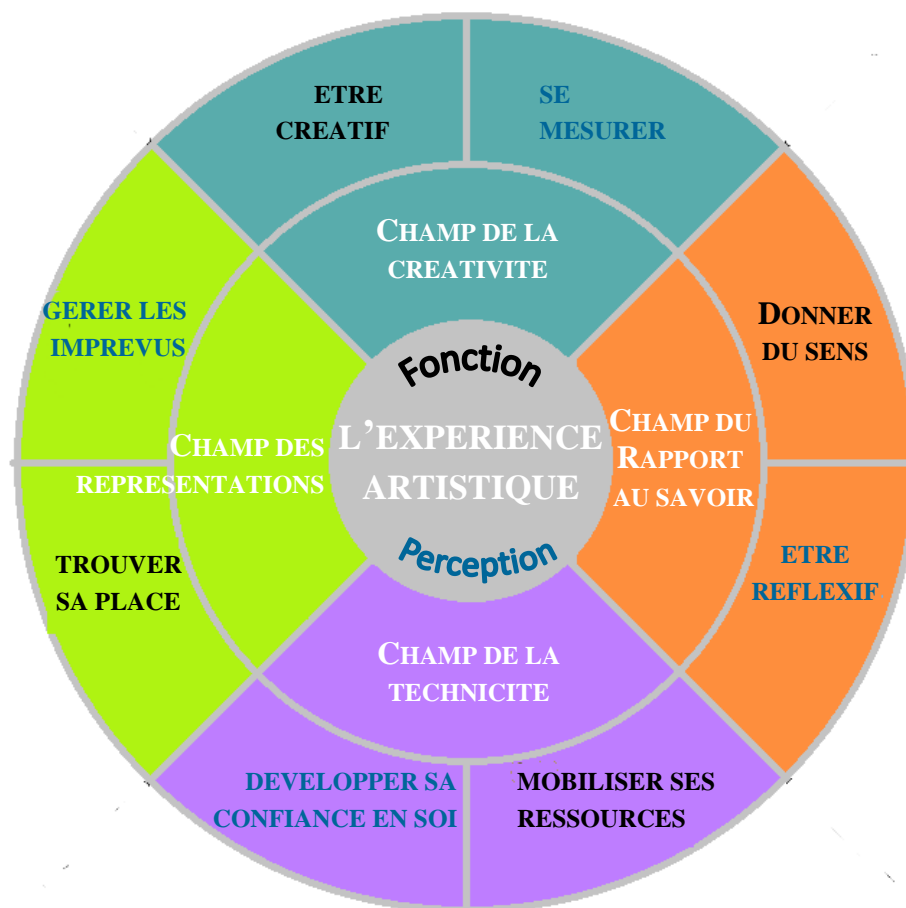 ETRE
CREATIF
SE
MESURER
CHAMP DE LA
CREATIVITE
GERER LES
IMPREVUS
DONNER
DU SENS
Fonction
L’EXPERIENCE
ARTISTIQUE
Perception
CHAMP DES
REPRESENTATIONS
CHAMP DU
RAPPORT
AU SAVOIR
TROUVER
SA PLACE
ETRE
REFLEXIF
CHAMP DE LA
TECHNICITE
DEVELOPPER SA
CONFIANCE EN SOI
MOBILISER SES
RESSOURCES